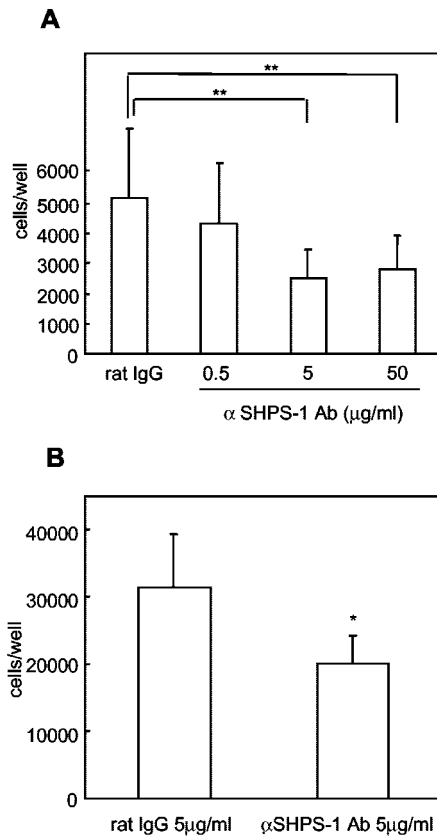 A
**
**
cells/well
6000
5000
4000
3000
2000
1000
0
rat IgG
0.5
5
50
α SHPS-1 Ab (μg/ml)
B
cells/well
40000
30000
20000
10000
0
*
rat IgG 5μg/ml
αSHPS-1 Ab 5μg/ml